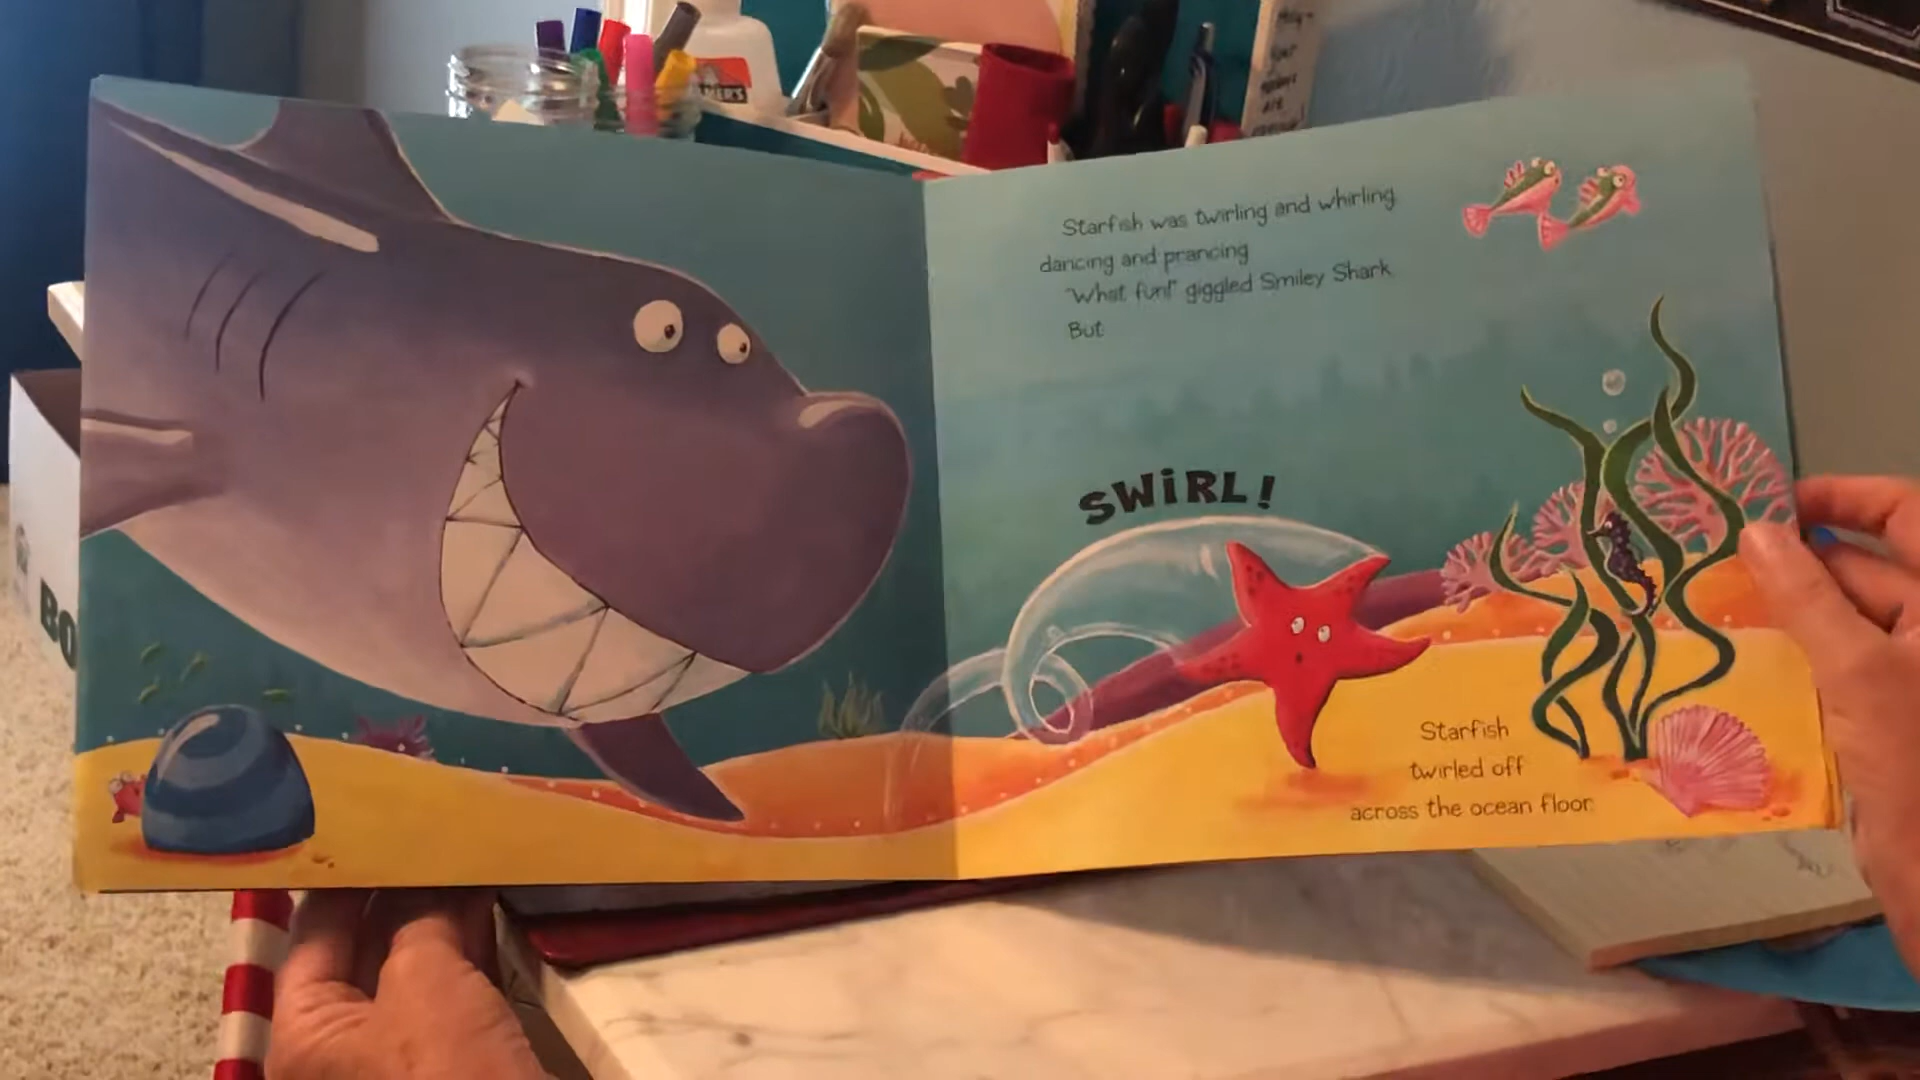 Starfish was twirling and whirling,
dancing and prancing.
"What fun!" giggled Smiley Shark.
But
SWIRL!
Starfish
twirled off
across the ocean floor.
BO